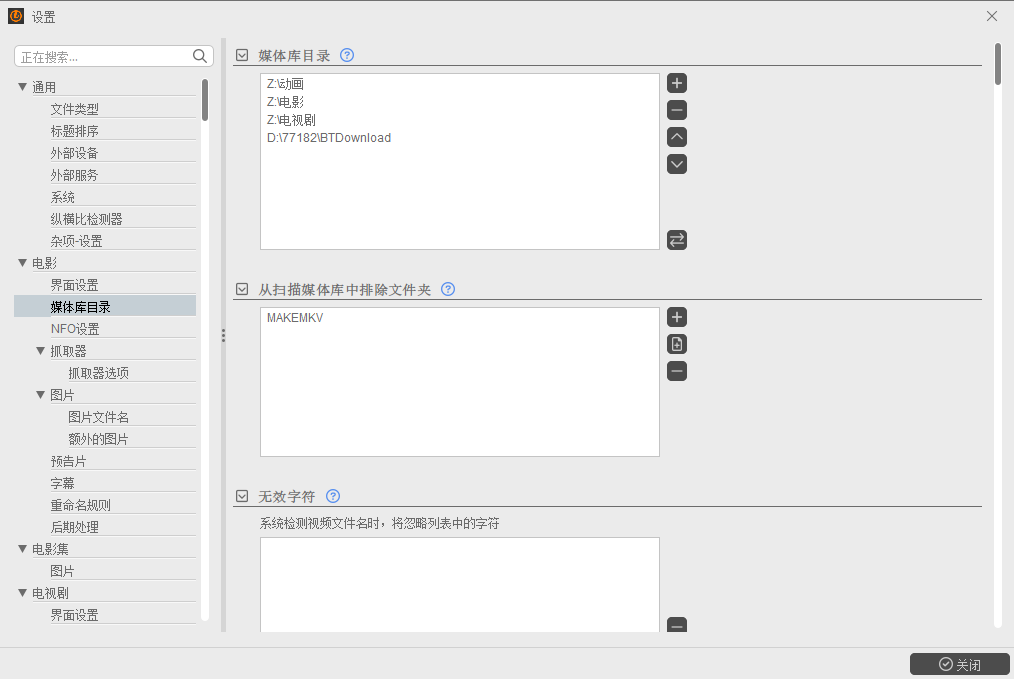 设置
正在搜索...
通用
文件类型
标题排序
外部设备
外部服务
系统
纵横比检测器
杂项-设置
电影
界面设置
媒体库目录
NFO设置
抓取器
抓取器选项
图片
图片文件名
额外的图片
预告片
字幕
重命名规则
后期处理
电影集
图片
电视剧
界面设置
媒体库目录
Z:\动画
Z:\电影
Z:\电视剧
D:\77182\BTDownload
从扫描媒体库中排除文件夹
MAKEMKV
无效字符
系统检测视频文件名时，将忽略列表中的字符
关闭